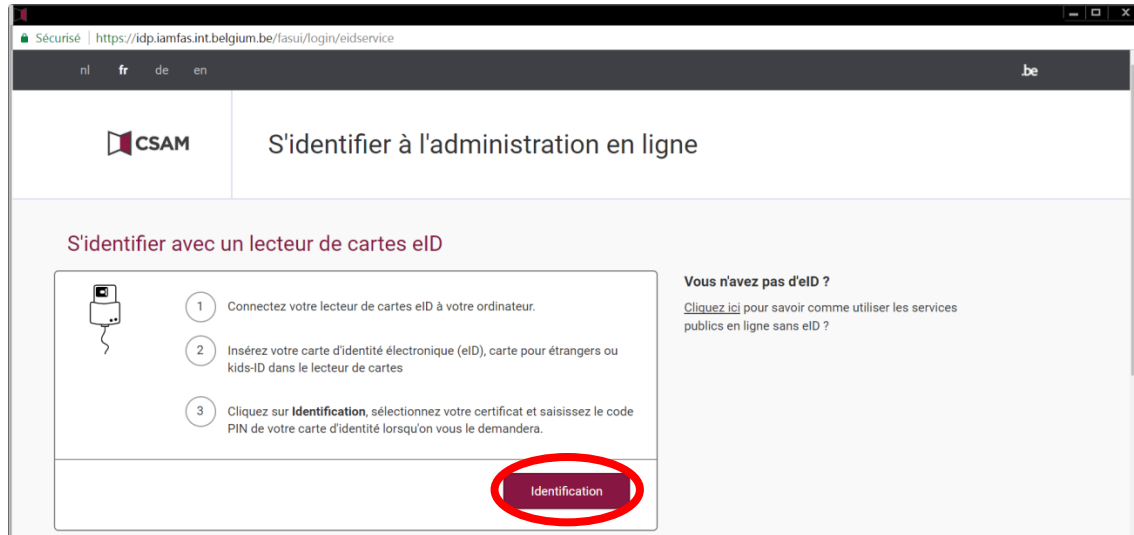 Sécurisé | https://idp.iamfas.int.belgium.be/fasui/login/eidservice
nl fr de en
.be
CSAM
S'identifier à l'administration en ligne
S'identifier avec un lecteur de cartes eID
1 Connectez votre lecteur de cartes eID à votre ordinateur.
2 Insérez votre carte d'identité électronique (eID), carte pour étrangers ou
kids-ID dans le lecteur de cartes
3 Cliquez sur Identification, sélectionnez votre certificat et saisissez le code
PIN de votre carte d'identité lorsqu'on vous le demandera.
Identification
Vous n'avez pas d'eID ?
Cliquez ici pour savoir comme utiliser les services
publics en ligne sans eID ?